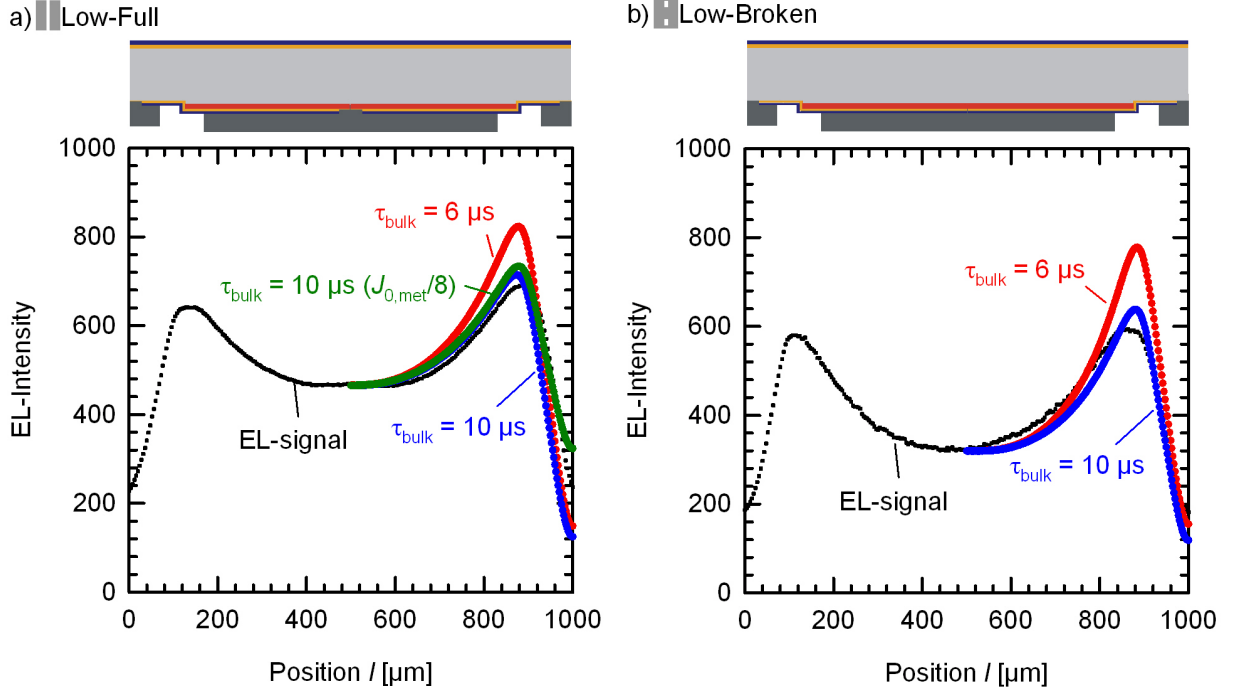 a) Low-Full
1000
800
600
400
200
0
EL-Intensity
τbulk = 6 µs
τbulk = 10 µs (J0,met/8)
EL-signal
τbulk = 10 µs
0 200 400 600 800 1000
Position l [µm]
b) Low-Broken
1000
800
600
400
200
0
EL-Intensity
τbulk = 6 µs
τbulk = 10 µs
EL-signal
0 200 400 600 800 1000
Position l [µm]